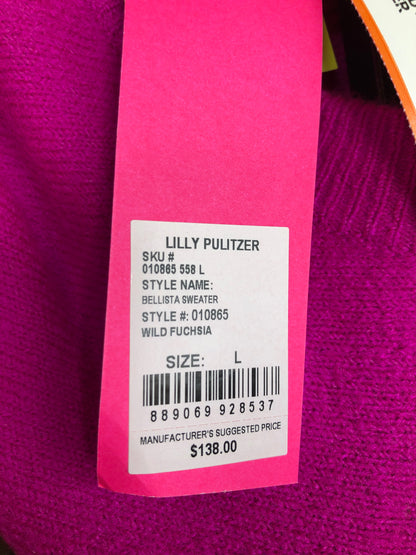 LILLY PULITZER
SKU #
010865 558 L
STYLE NAME:
BELLISTA SWEATER
STYLE #: 010865
WILD FUCHSIA
SIZE: L
889069 928537
MANUFACTURER'S SUGGESTED PRICE
$138.00